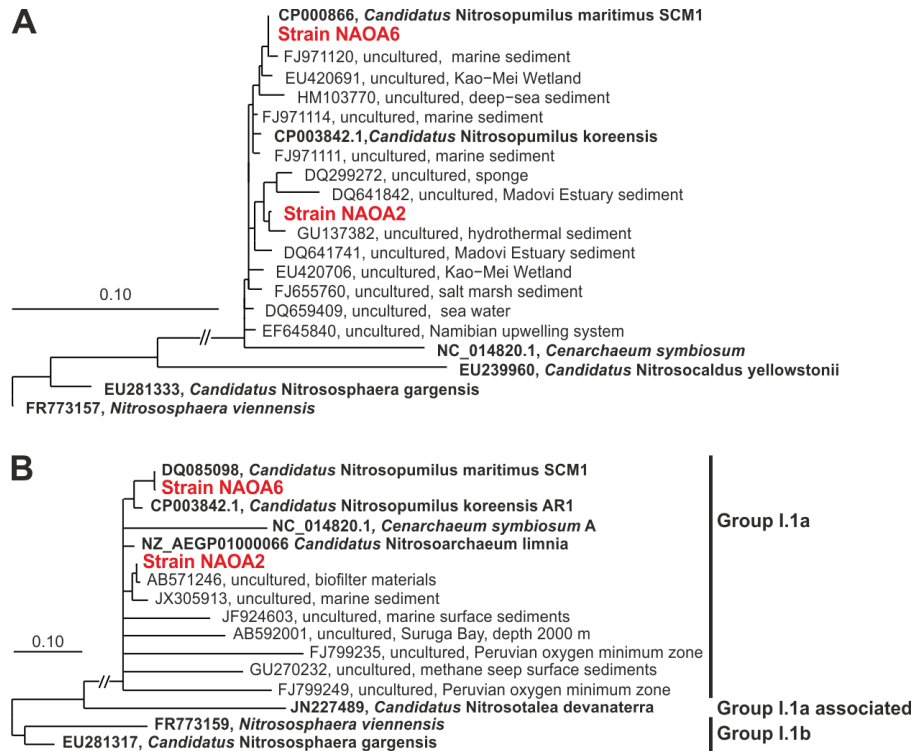 A
CP000866, Candidatus Nitrosopumilus maritimus SCM1
Strain NAOA6
FJ971120, uncultured, marine sediment
EU420691, uncultured, Kao−Mei Wetland
HM103770, uncultured, deep−sea sediment
FJ971114, uncultured, marine sediment
CP003842.1,Candidatus Nitrosopumilus koreensis
FJ971111, uncultured, marine sediment
DQ299272, uncultured, sponge
DQ641842, uncultured, Madovi Estuary sediment
Strain NAOA2
GU137382, uncultured, hydrothermal sediment
DQ641741, uncultured, Madovi Estuary sediment
EU420706, uncultured, Kao−Mei Wetland
FJ655760, uncultured, salt marsh sediment
0.10
DQ659409, uncultured, sea water
EF645840, uncultured, Namibian upwelling system
//
NC_014820.1, Cenarchaeum symbiosum
EU239960, Candidatus Nitrosocaldus yellowstonii
EU281333, Candidatus Nitrososphaera gargensis
FR773157, Nitrososphaera viennensis
B
DQ085098, Candidatus Nitrosopumilus maritimus SCM1
Strain NAOA6
CP003842.1, Candidatus Nitrosopumilus koreensis AR1
NC_014820.1, Cenarchaeum symbiosum A
NZ_AEGP01000066 Candidatus Nitrosoarchaeum limnia
Strain NAOA2
AB571246, uncultured, biofilter materials
JX305913, uncultured, marine sediment
JF924603, uncultured, marine surface sediments
AB592001, uncultured, Suruga Bay, depth 2000 m
FJ799235, uncultured, Peruvian oxygen minimum zone
GU270232, uncultured, methane seep surface sediments
FJ799249, uncultured, Peruvian oxygen minimum zone
0.10
//
JN227489, Candidatus Nitrosotalea devanaterra
FR773159, Nitrososphaera viennensis
EU281317, Candidatus Nitrososphaera gargensis
Group I.1a
Group I.1a associated
Group I.1b